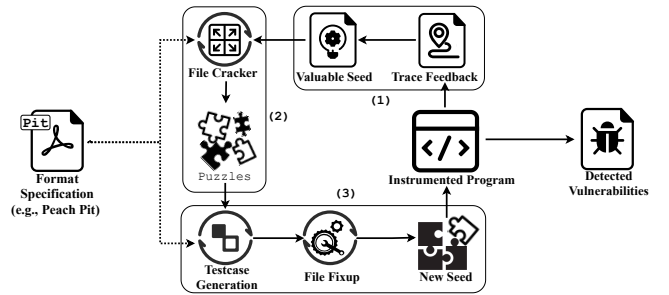 File Cracker
Valuable Seed
Trace Feedback
(1)
(2)
Pit
Puzzles
</>
Instrumented Program
Detected
Vulnerabilities
Format
Specification
(e.g., Peach Pit)
(3)
Testcase
Generation
File Fixup
New Seed